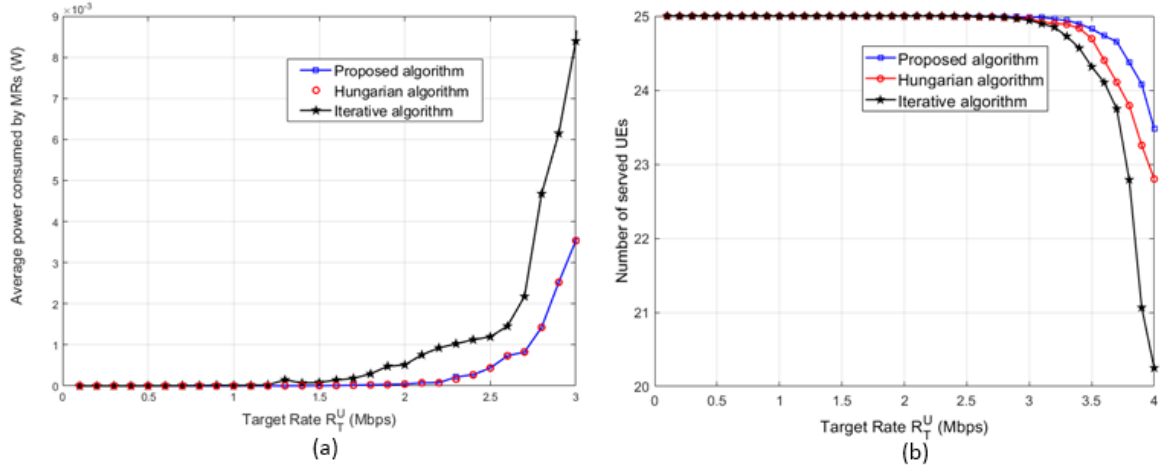 9 ×10⁻³
8
7
6
5
4
3
2
1
0
Average power consumed by MRs (W)
Proposed algorithm
Hungarian algorithm
Iterative algorithm
0 0.5 1 1.5 2 2.5 3
Target Rate R_T^U (Mbps)
(a)
25
24
23
22
21
20
Number of served UEs
Proposed algorithm
Hungarian algorithm
Iterative algorithm
0 0.5 1 1.5 2 2.5 3 3.5 4
Target Rate R_T^U (Mbps)
(b)